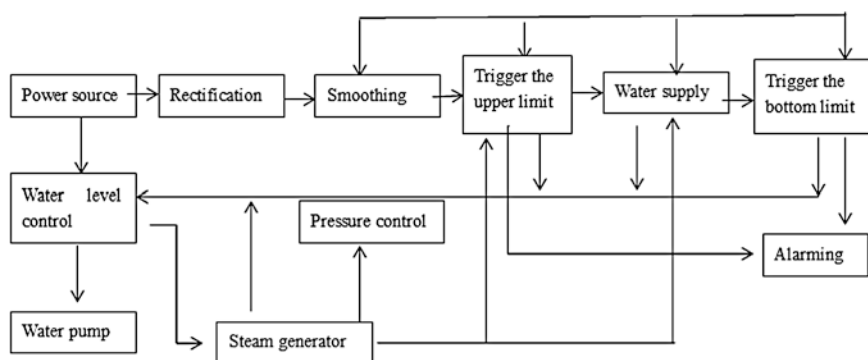 Power source
Rectification
Smoothing
Trigger the
upper limit
Water supply
Trigger the
bottom limit
Water level
control
Pressure control
Alarming
Water pump
Steam generator